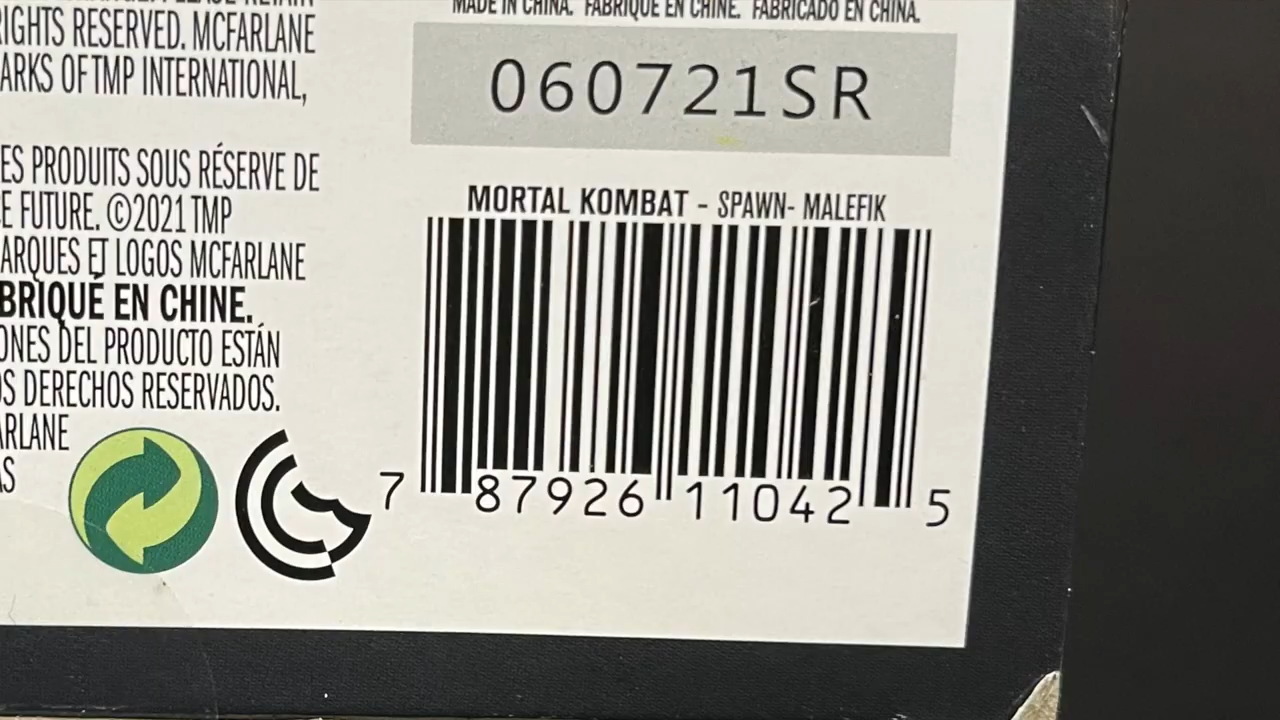 RIGHTS RESERVED. MCFARLANE
ARKS OF TMP INTERNATIONAL,
ES PRODUITS SOUS RÉSERVE DE
E FUTURE. ©2021 TMP
ARQUES ET LOGOS MCFARLANE
BRIQUÉ EN CHINE.
ONES DEL PRODUCTO ESTÁN
OS DERECHOS RESERVADOS.
ARLANE
AS
MADE IN CHINA. FABRIQUÉ EN CHINE. FABRICADO EN CHINA.
060721SR
MORTAL KOMBAT - SPAWN- MALEFIK
7 87926 11042 5